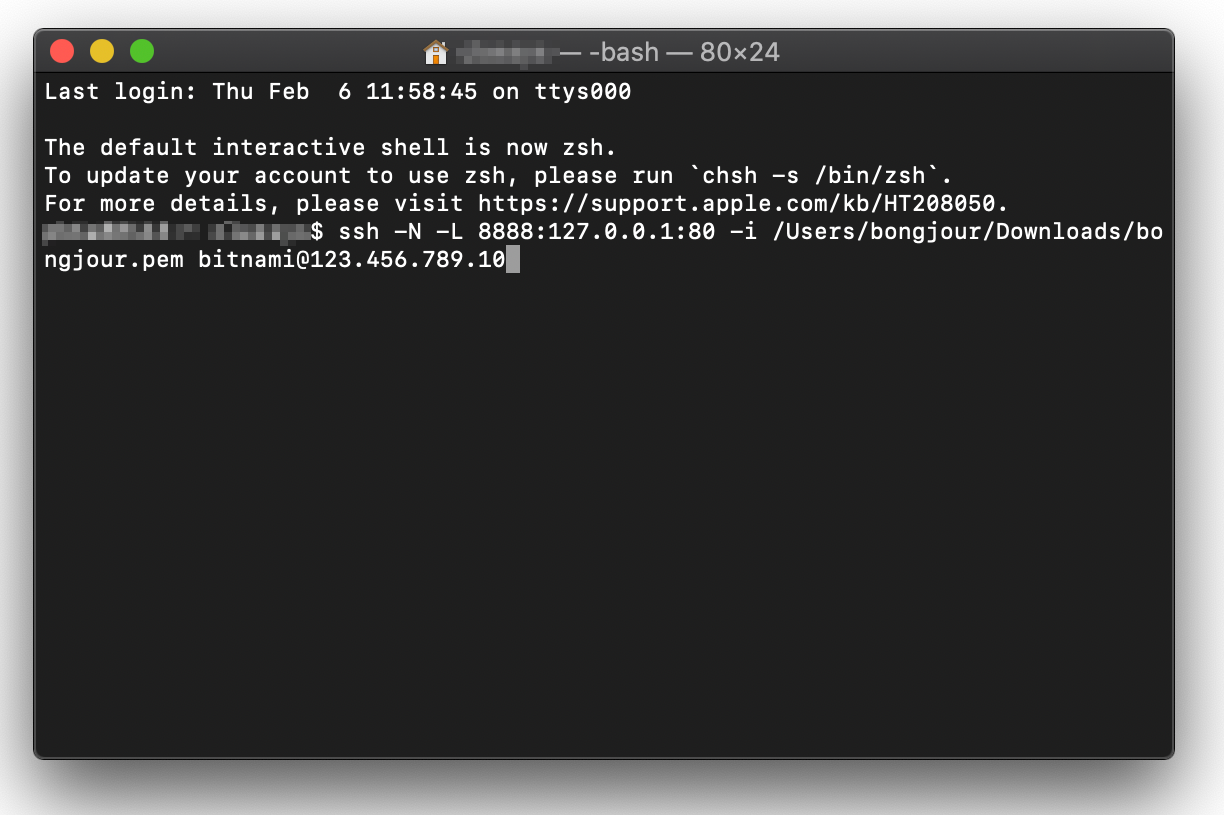 — -bash — 80×24
Last login: Thu Feb  6 11:58:45 on ttys000
The default interactive shell is now zsh.
To update your account to use zsh, please run `chsh -s /bin/zsh`.
For more details, please visit https://support.apple.com/kb/HT208050.
$ ssh -N -L 8888:127.0.0.1:80 -i /Users/bongjour/Downloads/bo
ngjour.pem bitnami@123.456.789.10